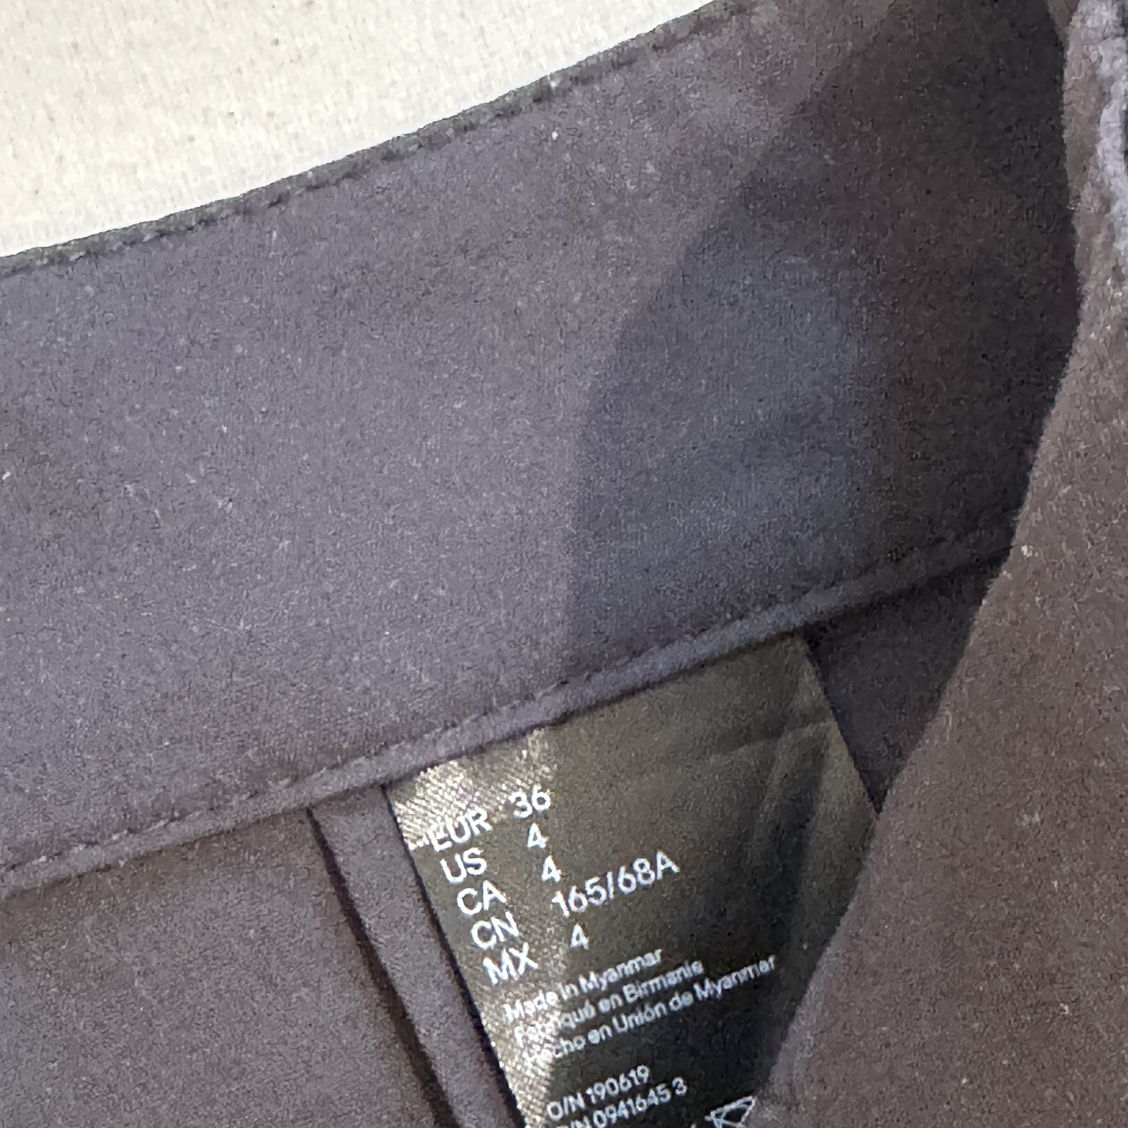 EUR 36
US 4
CA 4
CN 165/68A
MX 4
Made in Myanmar
Fabriqué en Birmanie
Hecho en Unión de Myanmar
O/N 190619
P/N 0941645 3